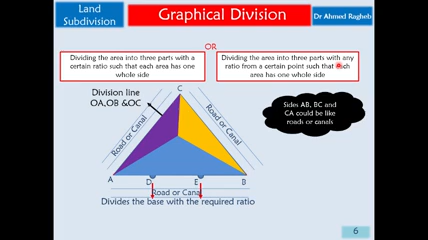 Land
Subdivision
Graphical Division
Dr Ahmed Ragheb
OR
Dividing the area into three parts with a
certain ratio such that each area has one
whole side
Dividing the area into three parts with any
ratio from a certain point such that each
area has one whole side
Division line
OA,OB &OC
C
Road or Canal
Road or Canal
Sides AB, BC and
CA could be like
roads or canals
A
D
E
B
Road or Canal
Divides the base with the required ratio
6